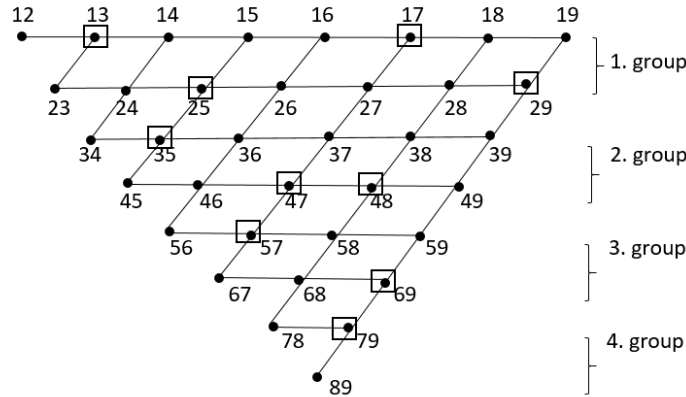 12 13 14 15 16 17 18 19
1. group
23 24 25 26 27 28 29
34 35 36 37 38 39
2. group
45 46 47 48 49
56 57 58 59
3. group
67 68 69
78 79
4. group
89